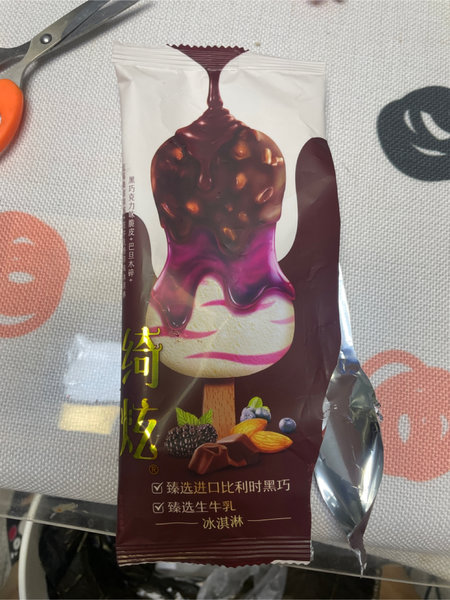 黑巧克力味脆皮+巴旦木碎+
绮炫®
☑臻选进口比利时黑巧
☑臻选生牛乳
冰淇淋